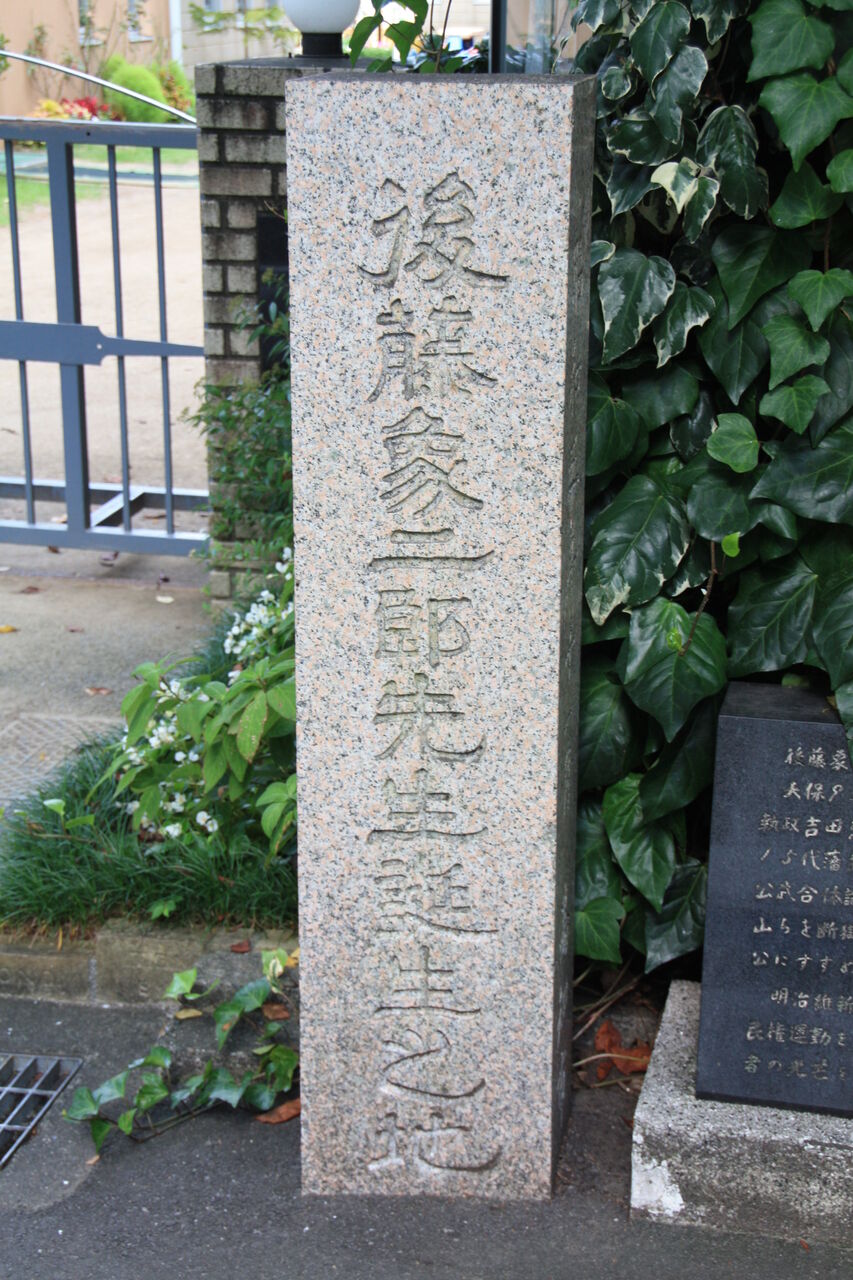 後藤象二郎先生誕生之地
後藤象
天保9
執政吉田
ノち代藩
公武合体
山ちを断
公にすすめ
明治維新
民権運動を
者の光芒